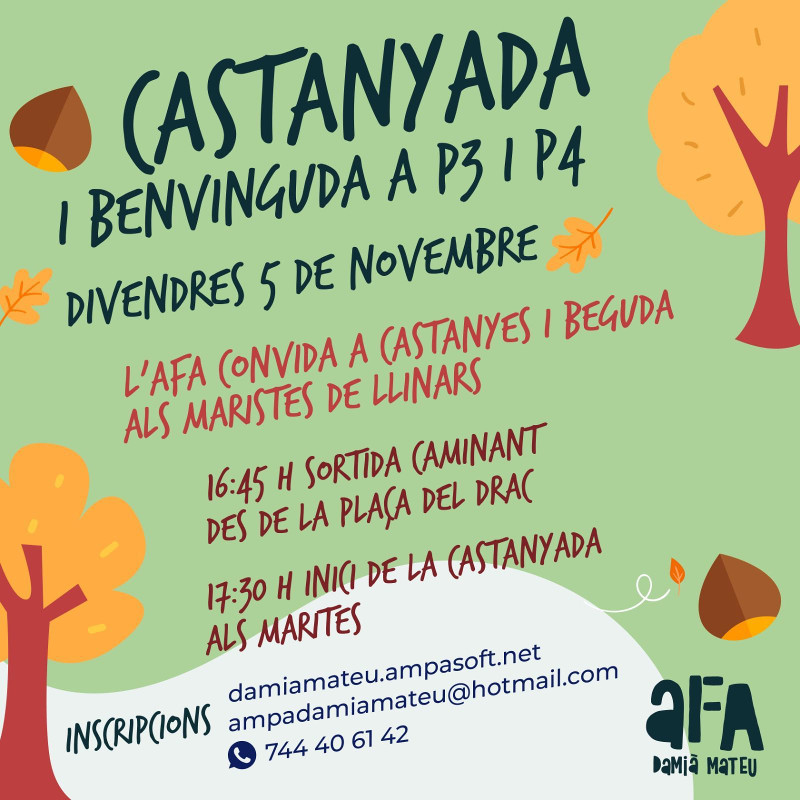 CASTANYADA
I BENVINGUDA A P3 I P4
DIVENDRES 5 DE NOVEMBRE
L'AFA CONVIDA A CASTANYES I BEGUDA
ALS MARISTES DE LLINARS
16:45 H SORTIDA CAMINANT
DES DE LA PLAÇA DEL DRAC
17:30 H INICI DE LA CASTANYADA
ALS MARITES
INSCRIPCIONS
damiamateu.ampasoft.net
ampadamiamateu@hotmail.com
744 40 61 42
aFA
DAMIÀ MATEU